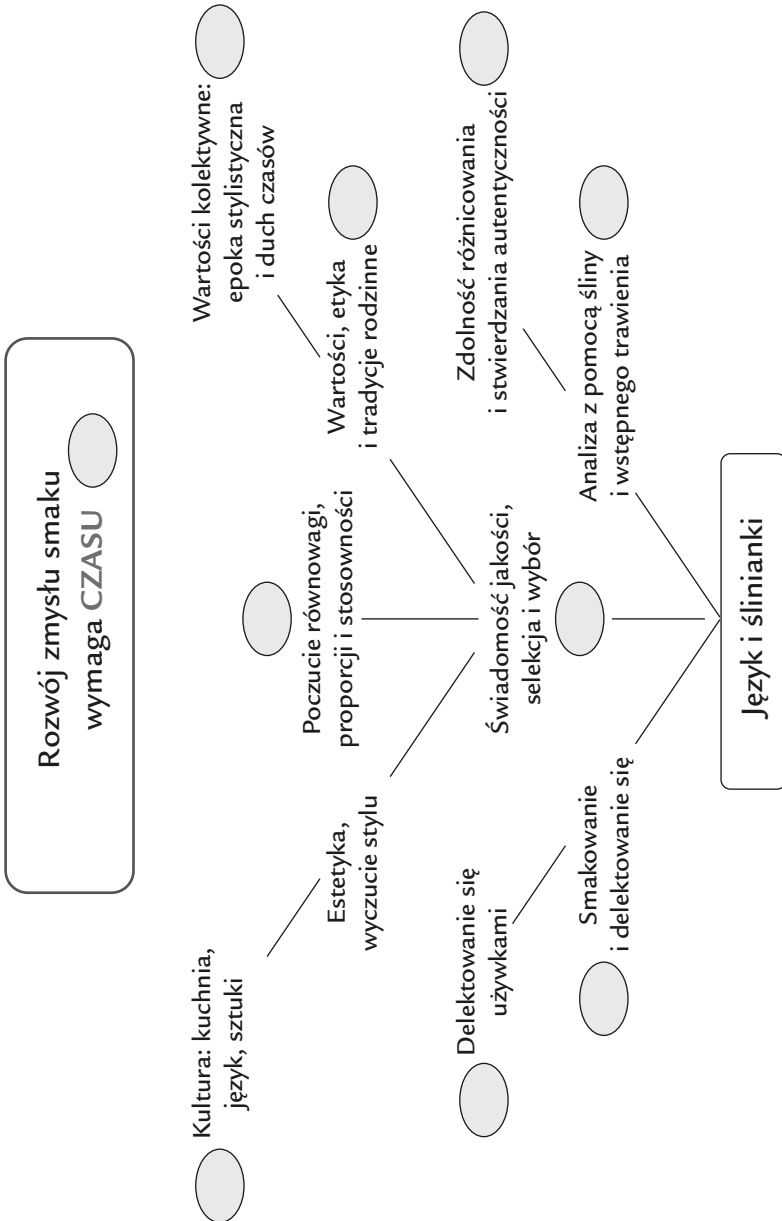 Rozwój zmysłu smaku
wymaga CZASU
Kultura: kuchnia,
język, sztuki
Wartości kolektywne:
epoka stylistyczna
i duch czasów
Estetyka,
wyczucie stylu
Poczucie równowagi,
proporcji i stosowności
Wartości, etyka
i tradycje rodzinne
Delektowanie się
używkami
Świadomość jakości,
selekcja i wybór
Zdolność różnicowania
i stwierdzania autentyczności
Smakowanie
i delektowanie się
Analiza z pomocą śliny
i wstępnego trawienia
Język i ślinianki